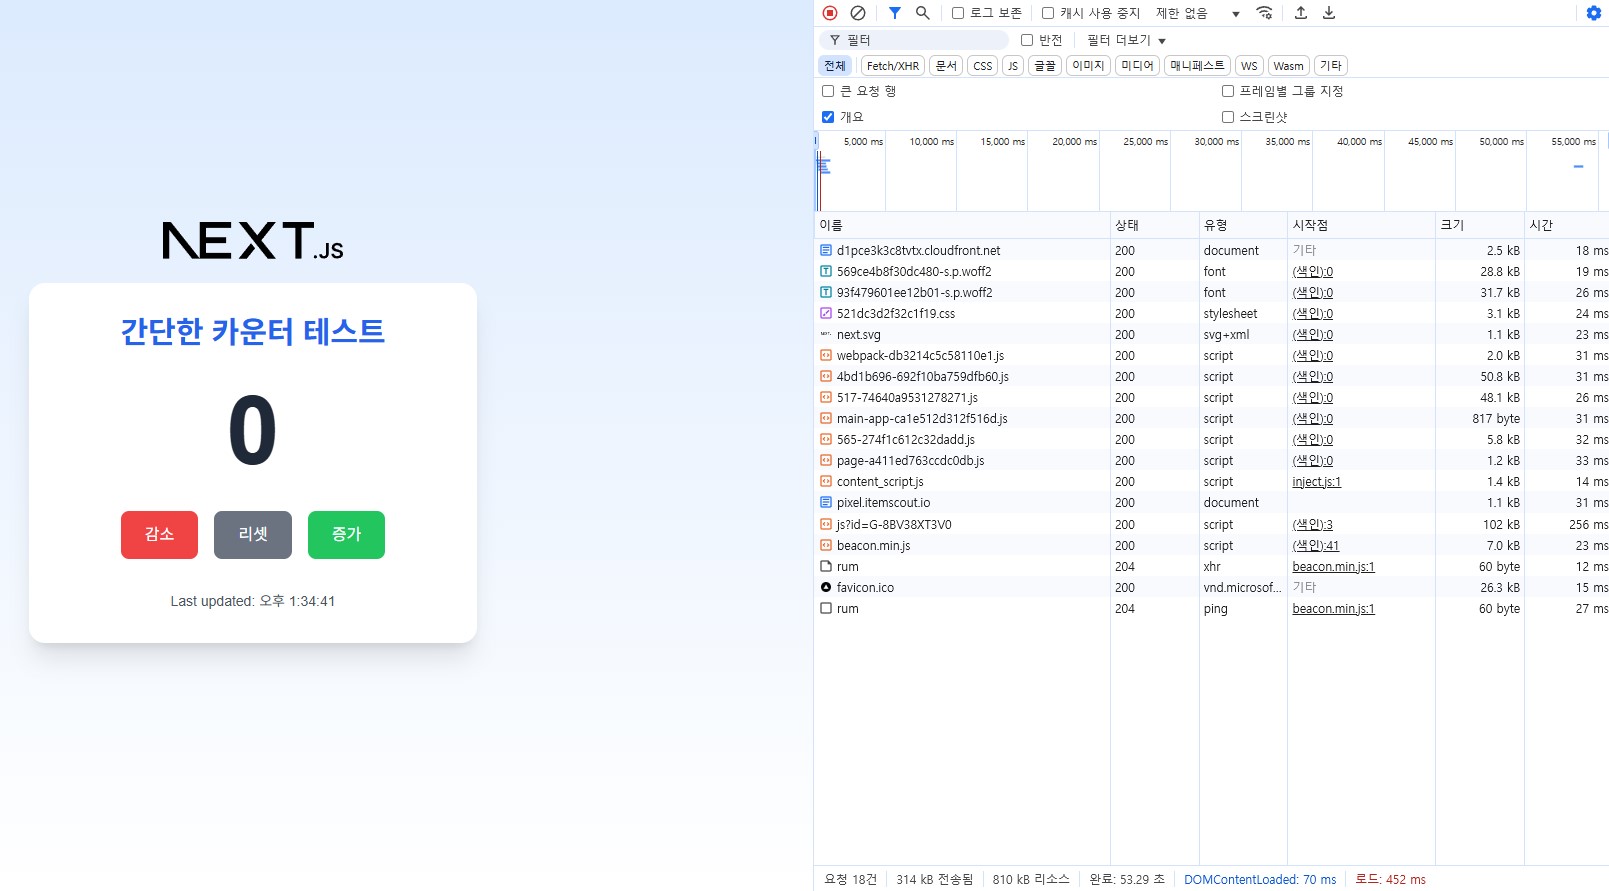 NEXT.JS
간단한 카운터 테스트
0
감소 리셋 증가
Last updated: 오후 1:34:41
로그 보존 캐시 사용 중지 제한 없음
필터 반전 필터 더보기
전체 Fetch/XHR 문서 CSS JS 글꼴 이미지 미디어 매니페스트 WS Wasm 기타
큰 요청 행 프레임별 그룹 지정
개요 스크린샷
5,000 ms 10,000 ms 15,000 ms 20,000 ms 25,000 ms 30,000 ms 35,000 ms 40,000 ms 45,000 ms 50,000 ms 55,000 ms
이름 상태 유형 시작점 크기 시간
d1pce3k3c8tvtx.cloudfront.net 200 document 기타 2.5 kB 18 ms
569ce4b8f30dc480-s.p.woff2 200 font (색인):0 28.8 kB 19 ms
93f479601ee12b01-s.p.woff2 200 font (색인):0 31.7 kB 26 ms
521dc3d2f32c1f19.css 200 stylesheet (색인):0 3.1 kB 24 ms
next.svg 200 svg+xml (색인):0 1.1 kB 23 ms
webpack-db3214c5c58110e1.js 200 script (색인):0 2.0 kB 31 ms
4bd1b696-692f10ba759dfb60.js 200 script (색인):0 50.8 kB 31 ms
517-74640a9531278271.js 200 script (색인):0 48.1 kB 26 ms
main-app-ca1e512d312f516d.js 200 script (색인):0 817 byte 31 ms
565-274f1c612c32dadd.js 200 script (색인):0 5.8 kB 32 ms
page-a411ed763ccdc0db.js 200 script (색인):0 1.2 kB 33 ms
content_script.js 200 script inject.js:1 1.4 kB 14 ms
pixel.itemscout.io 200 document 1.1 kB 31 ms
js?id=G-8BV38XT3V0 200 script (색인):3 102 kB 256 ms
beacon.min.js 200 script (색인):41 7.0 kB 23 ms
rum 204 xhr beacon.min.js:1 60 byte 12 ms
favicon.ico 200 vnd.microsof... 기타 26.3 kB 15 ms
rum 204 ping beacon.min.js:1 60 byte 27 ms
요청 18건 314 kB 전송됨 810 kB 리소스 완료: 53.29 초 DOMContentLoaded: 70 ms 로드: 452 ms